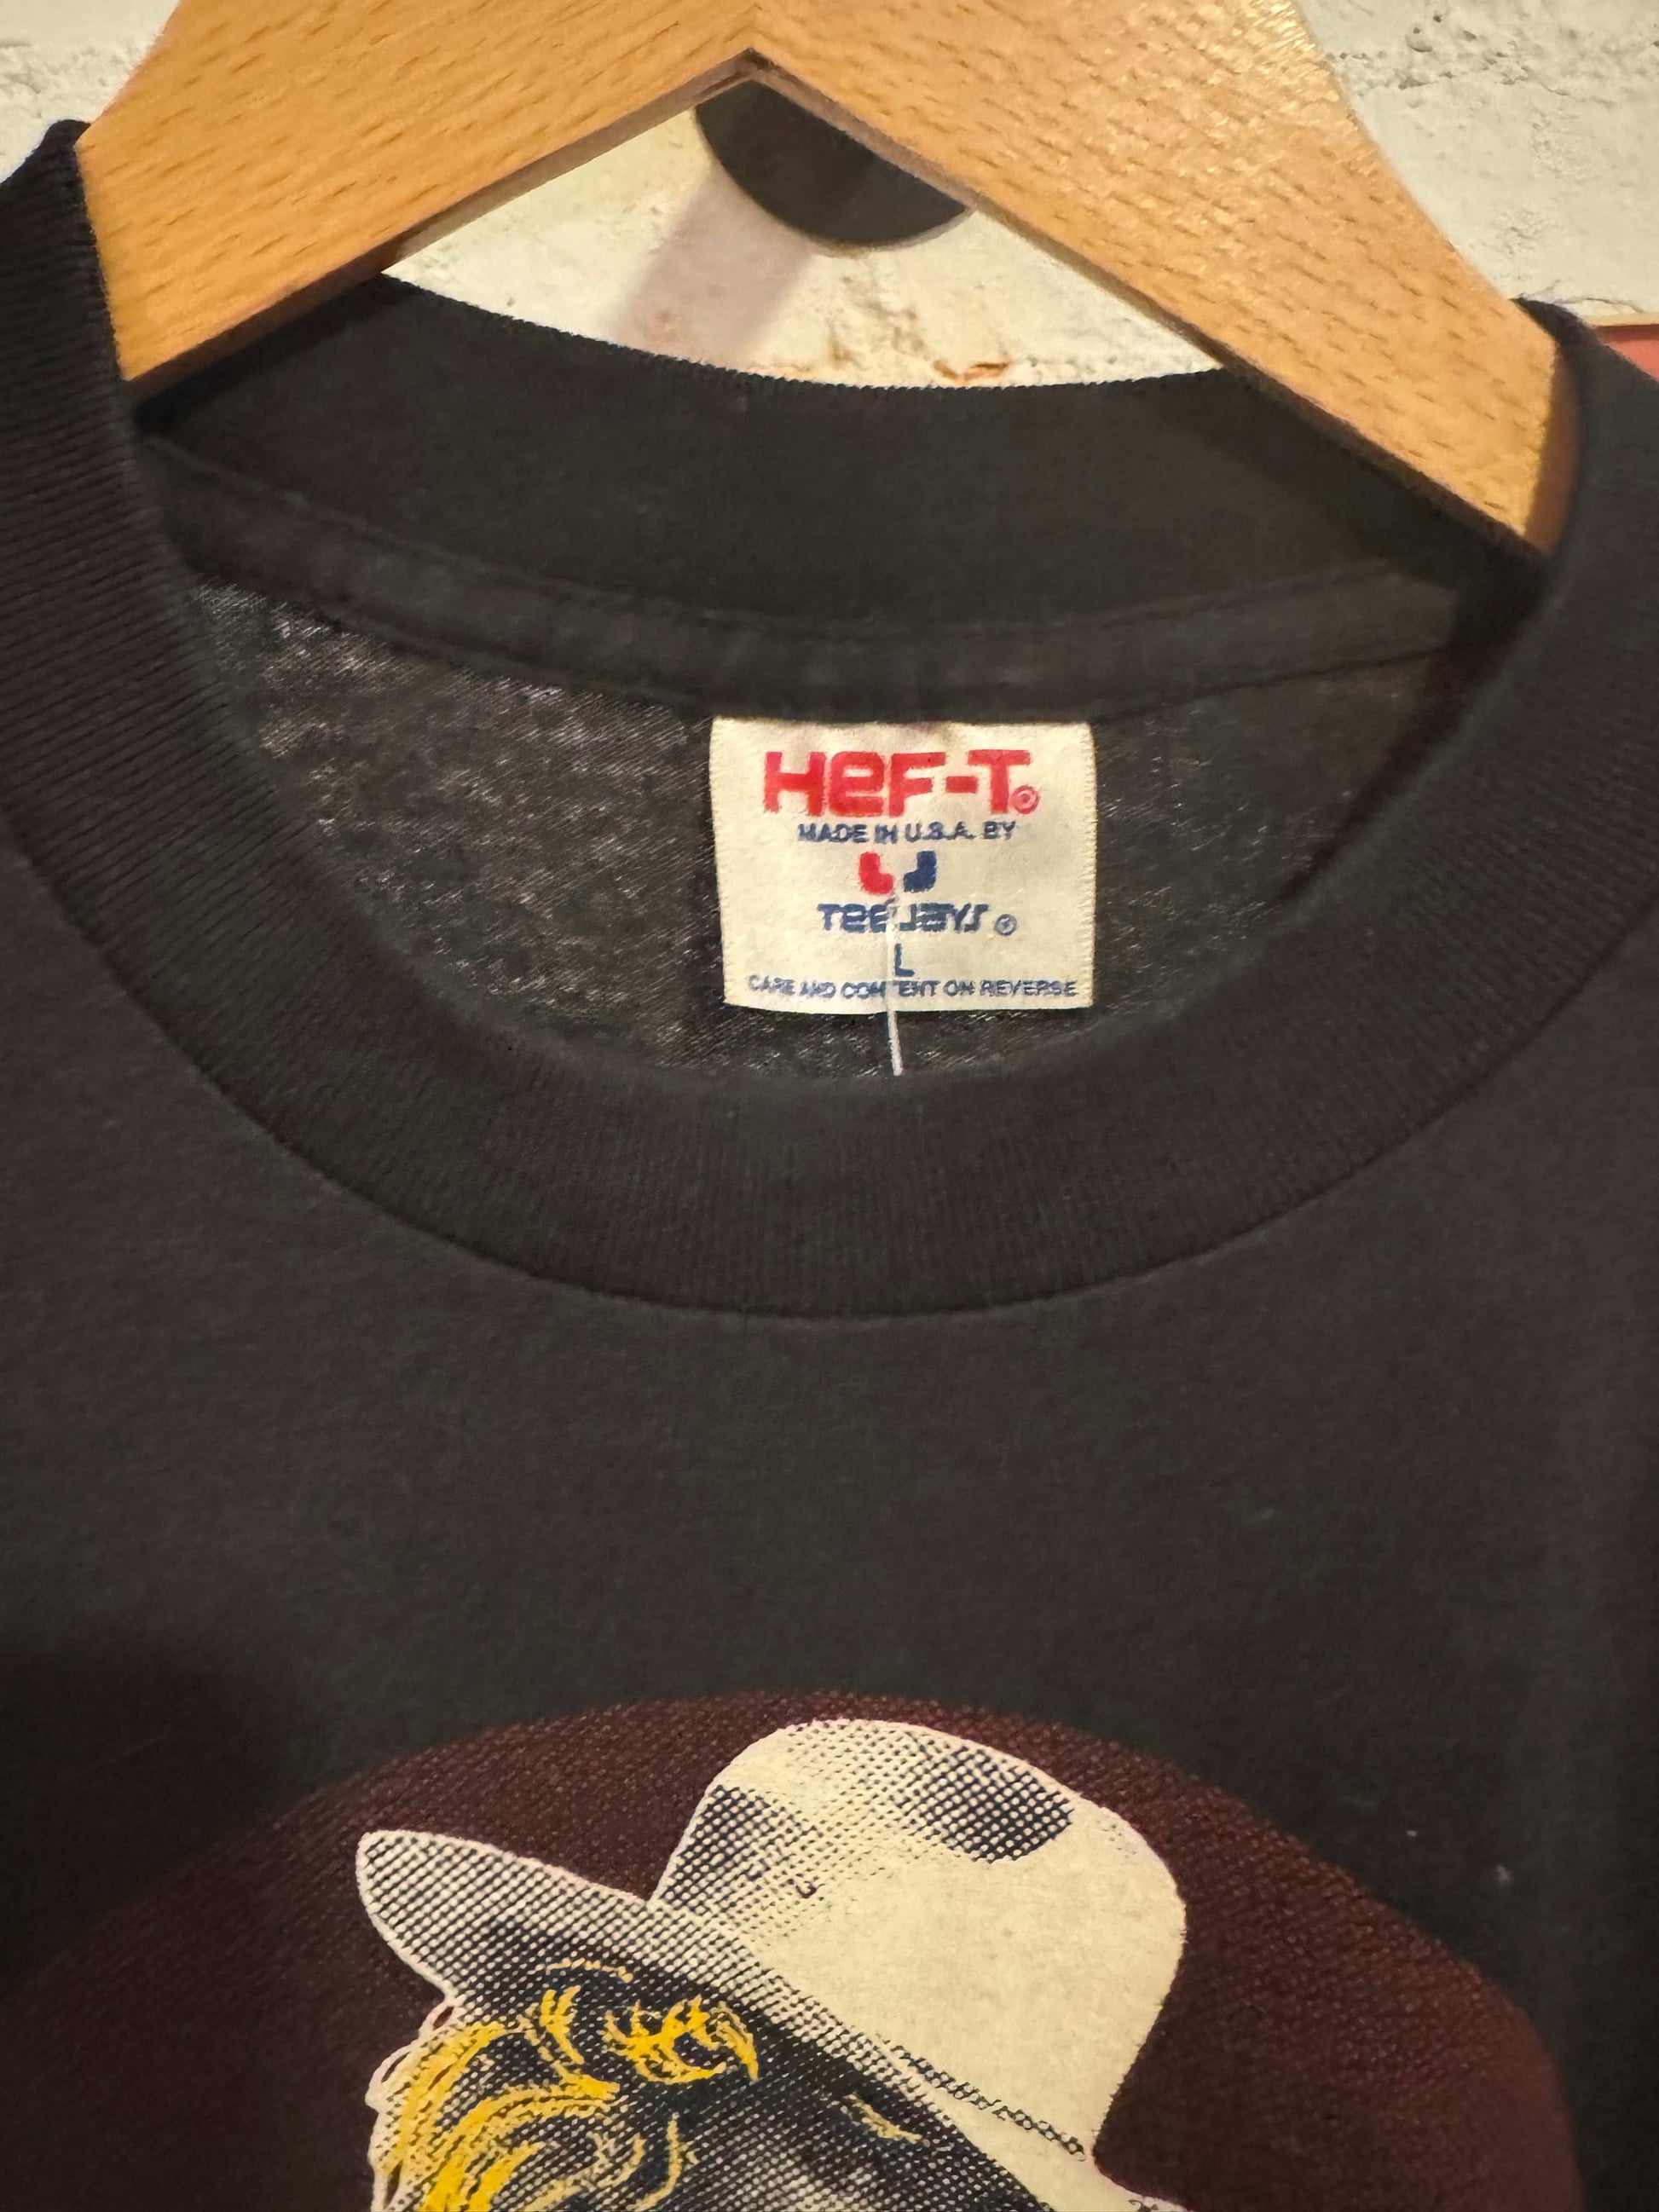 HeF-T®
MADE IN U.S.A. BY
Tee Jays ®
L
CARE AND CONTENT ON REVERSE